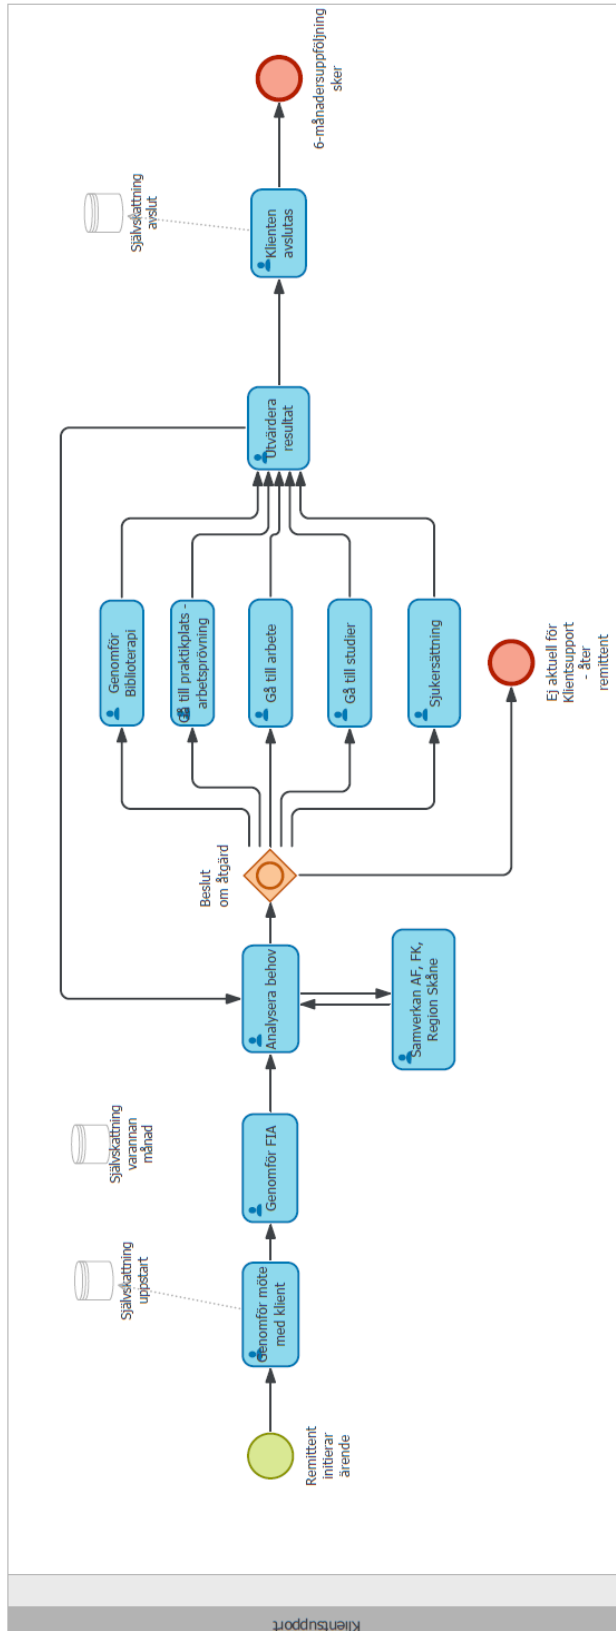 Klientsupport
Remittent
initierar
ärende
Genomför möte
med klient
Självskattning
uppstart
Genomför FIA
Självskattning
varannan
månad
Analysera behov
Samverkan AF, FK,
Region Skåne
Beslut
om åtgärd
Genomför
Biblioterapi
Gå till praktikplats -
arbetsprövning
Gå till arbete
Gå till studier
Sjukersättning
Ej aktuell för
Klientsupport
- åter
remittent
Utvärdera
resultat
Klienten
avslutas
Självskattning
avslut
6-månadersuppföljning
sker